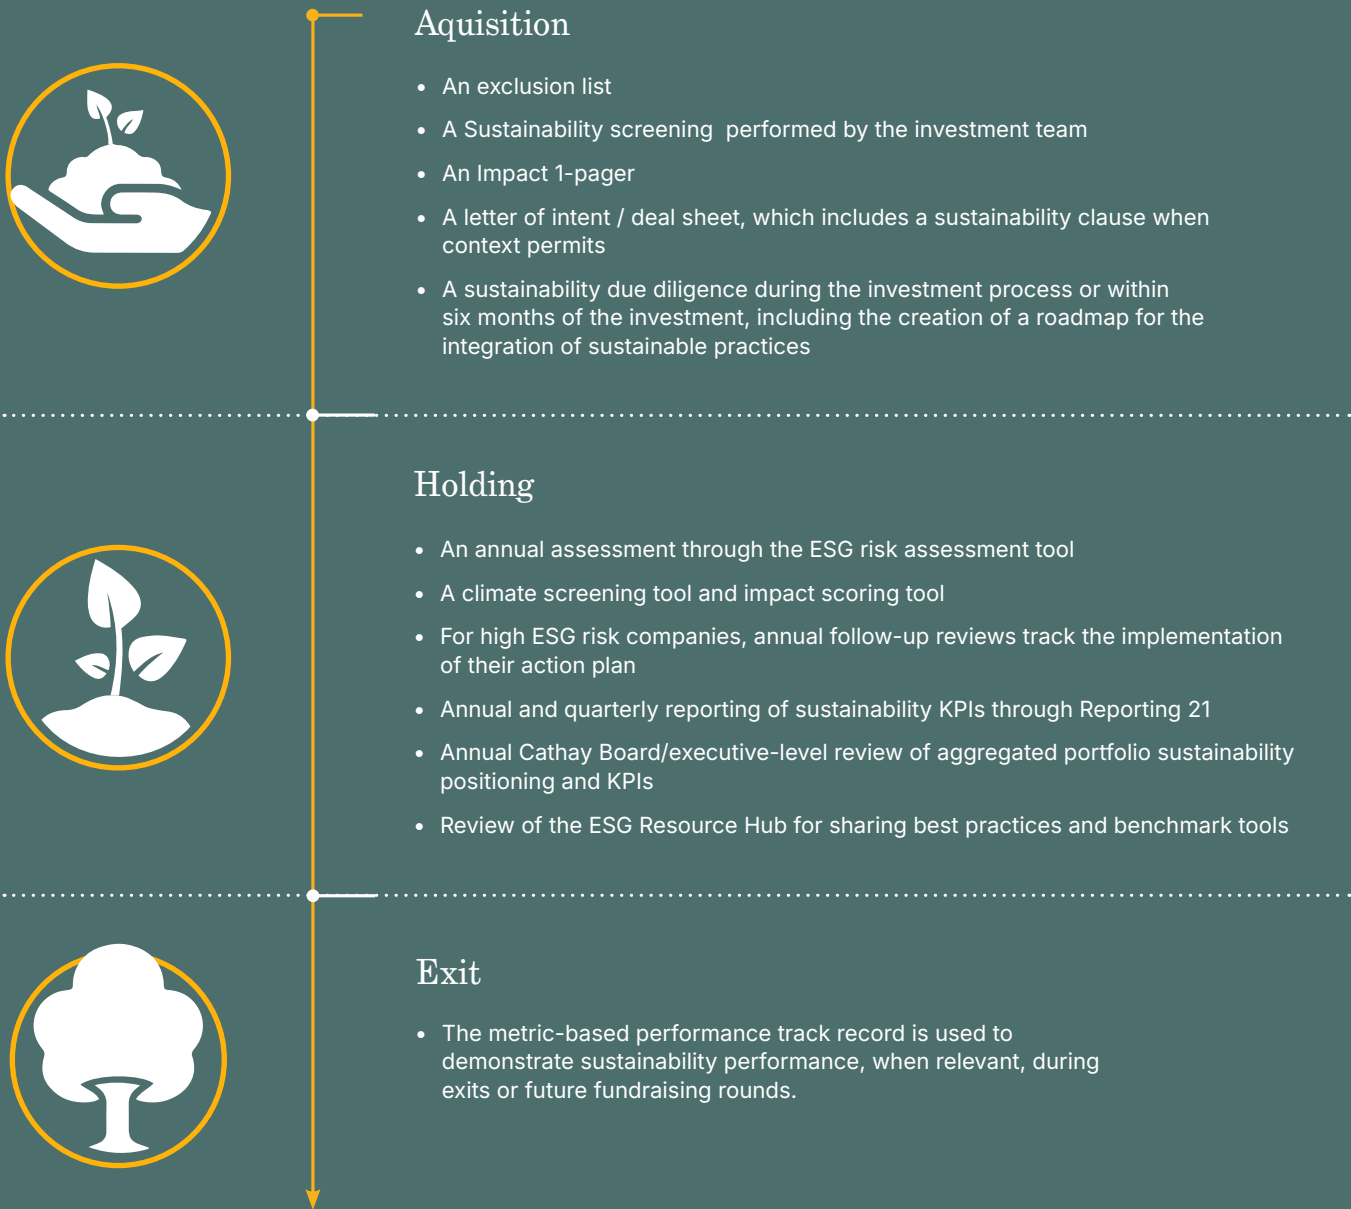 Aquisition
• An exclusion list
• A Sustainability screening  performed by the investment team
• An Impact 1-pager
• A letter of intent / deal sheet, which includes a sustainability clause when
context permits
• A sustainability due diligence during the investment process or within
six months of the investment, including the creation of a roadmap for the
integration of sustainable practices
Holding
• An annual assessment through the ESG risk assessment tool
• A climate screening tool and impact scoring tool
• For high ESG risk companies, annual follow-up reviews track the implementation
of their action plan
• Annual and quarterly reporting of sustainability KPIs through Reporting 21
• Annual Cathay Board/executive-level review of aggregated portfolio sustainability
positioning and KPIs
• Review of the ESG Resource Hub for sharing best practices and benchmark tools
Exit
• The metric-based performance track record is used to
demonstrate sustainability performance, when relevant, during
exits or future fundraising rounds.